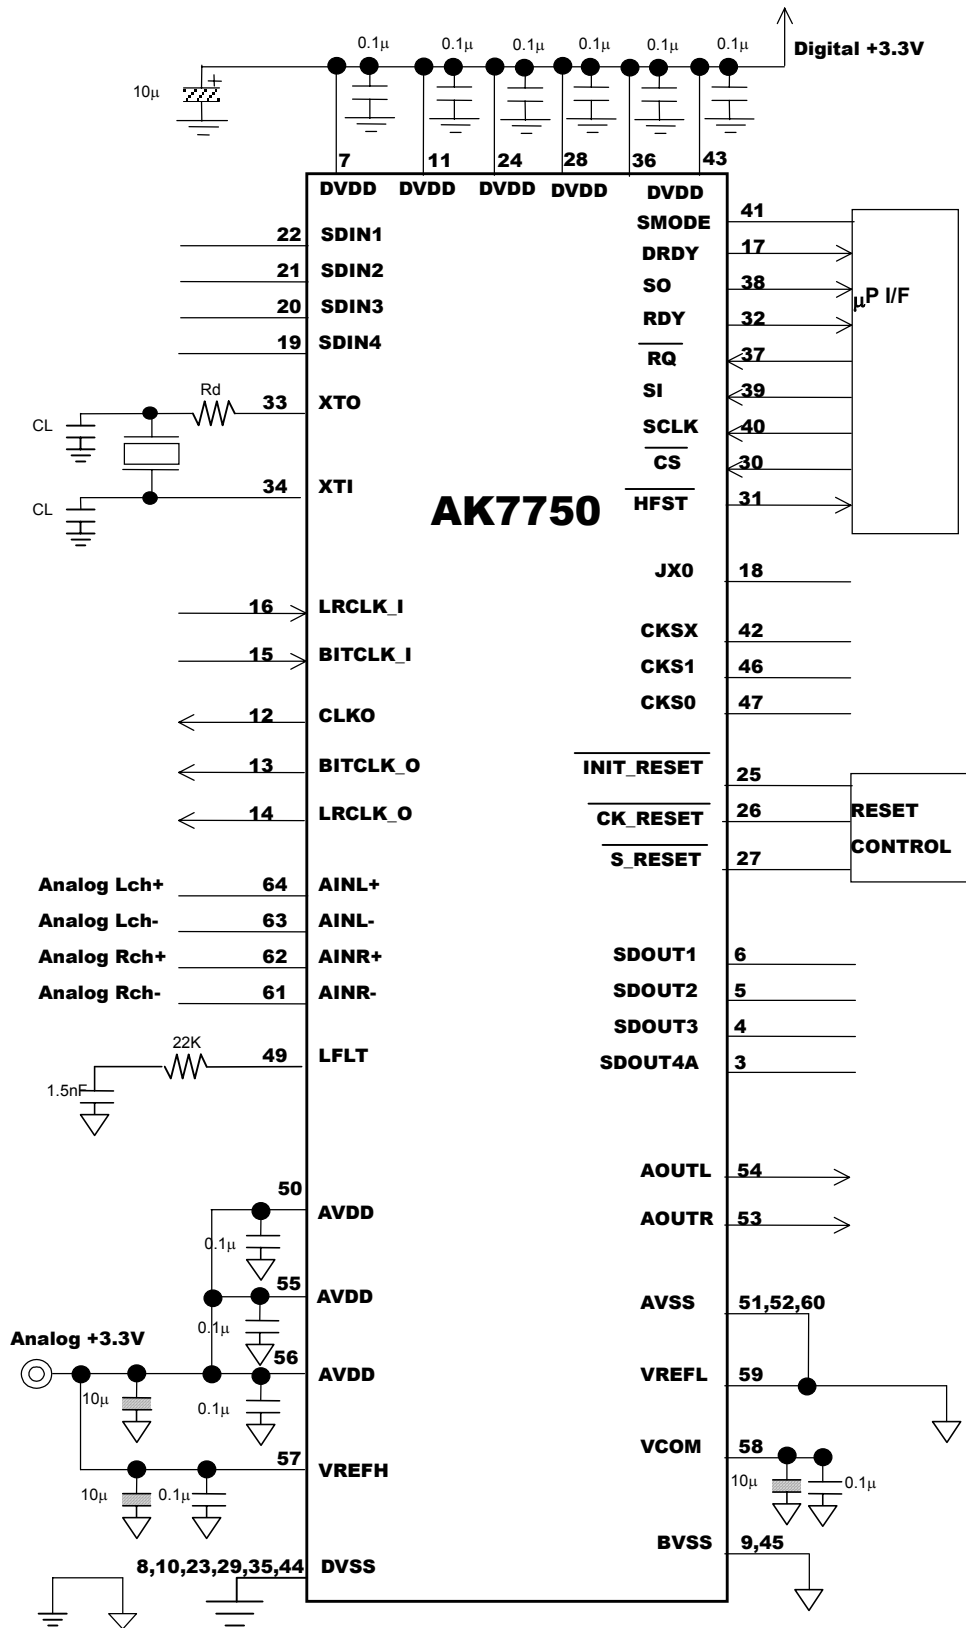 0.1µ 0.1µ 0.1µ 0.1µ 0.1µ 0.1µ
Digital +3.3V
10µ
+
7 11 24 28 36 43
DVDD DVDD DVDD DVDD DVDD DVDD
22 SDIN1
21 SDIN2
20 SDIN3
19 SDIN4
Rd
33 XTO
CL
34 XTI
CL
AK7750
16 LRCLK_I
15 BITCLK_I
12 CLKO
13 BITCLK_O
14 LRCLK_O
Analog Lch+ 64 AINL+
Analog Lch- 63 AINL-
Analog Rch+ 62 AINR+
Analog Rch- 61 AINR-
22K
49 LFLT
1.5nF
50 AVDD
0.1µ
55 AVDD
0.1µ
Analog +3.3V
56 AVDD
10µ 0.1µ
57 VREFH
10µ 0.1µ
8,10,23,29,35,44 DVSS
SMODE 41
DRDY 17
SO 38
µP I/F
RDY 32
RQ 37
SI 39
SCLK 40
CS 30
HFST 31
JX0 18
CKSX 42
CKS1 46
CKS0 47
INIT_RESET 25
CK_RESET 26
S_RESET 27
RESET
CONTROL
SDOUT1 6
SDOUT2 5
SDOUT3 4
SDOUT4A 3
AOUTL 54
AOUTR 53
AVSS 51,52,60
VREFL 59
VCOM 58
10µ 0.1µ
BVSS 9,45